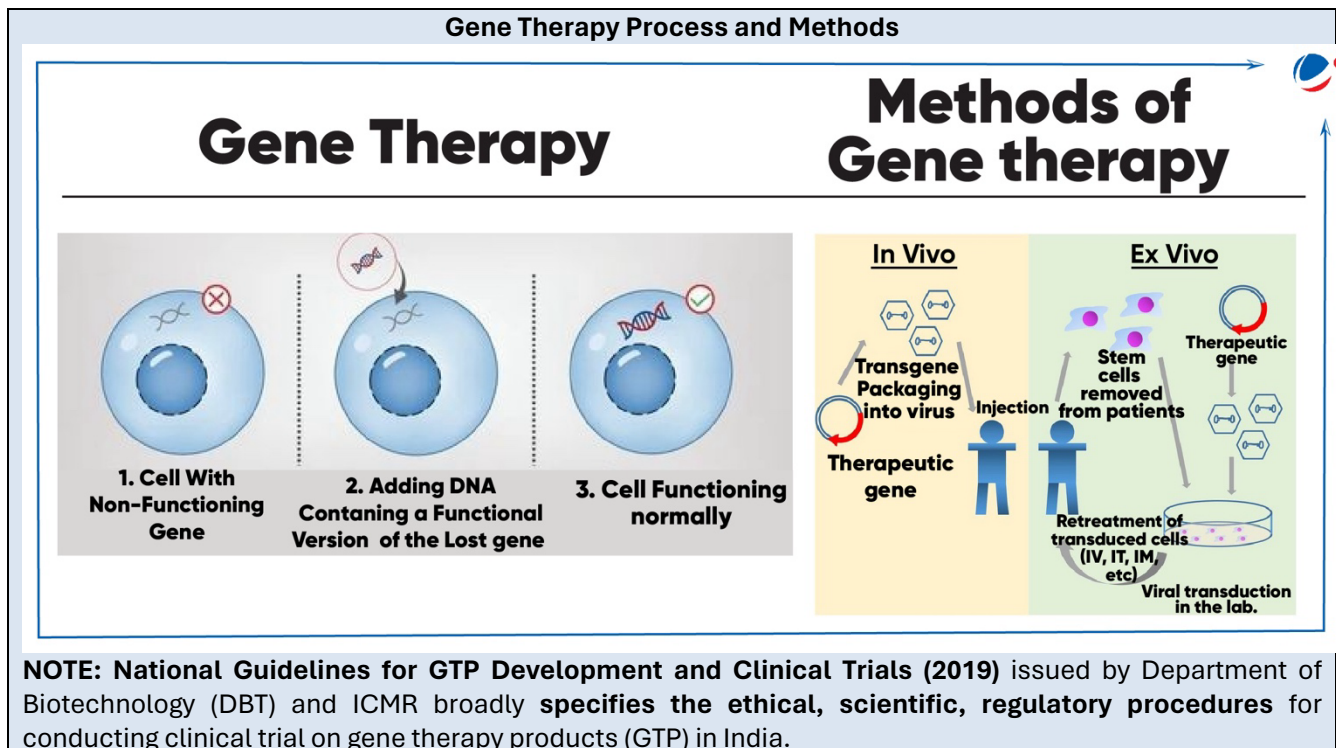 Gene Therapy Process and Methods
Gene Therapy
Methods of
Gene therapy
1. Cell With
Non-Functioning
Gene
2. Adding DNA
Contaning a Functional
Version of the Lost gene
3. Cell Functioning
normally
In Vivo
Transgene
Packaging
into virus
Injection
Therapeutic
gene
Ex Vivo
Stem
cells
removed
from patients
Therapeutic
gene
Retreatment of
transduced cells
(IV, IT, IM,
etc)
Viral transduction
in the lab.
NOTE: National Guidelines for GTP Development and Clinical Trials (2019) issued by Department of
Biotechnology (DBT) and ICMR broadly specifies the ethical, scientific, regulatory procedures for
conducting clinical trial on gene therapy products (GTP) in India.